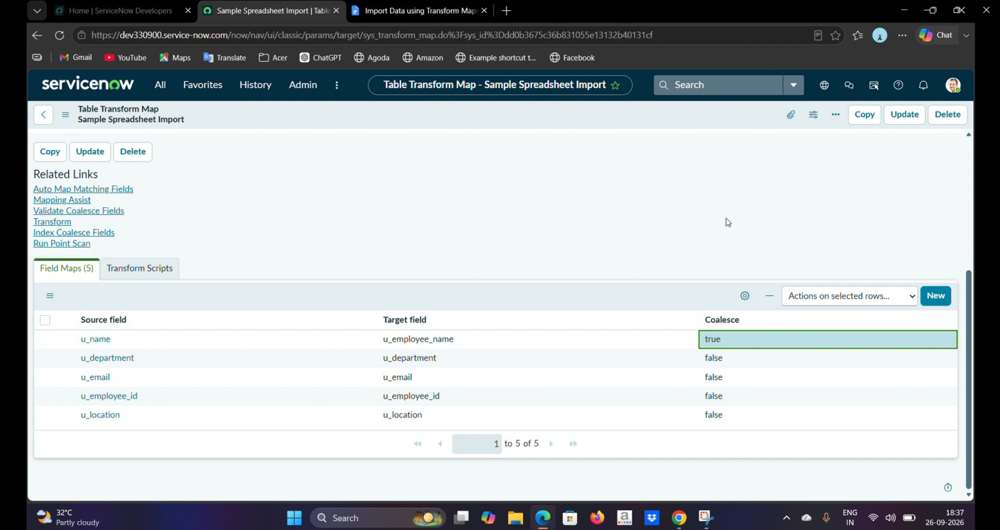 Home | ServiceNow Developers
Sample Spreadsheet Import | Table
Import Data using Transform Map
https://dev330900.service-now.com/now/nav/ui/classic/params/target/sys_transform_map.do%3Fsys_id%3Ddd0b3675c36b831055e13132b40131cf
Chat
Gmail
YouTube
Maps
Translate
Acer
ChatGPT
Agoda
Amazon
Example shortcut t...
Facebook
servicenow
All
Favorites
History
Admin
Table Transform Map - Sample Spreadsheet Import
Search
Table Transform Map
Sample Spreadsheet Import
Copy
Update
Delete
Copy
Update
Delete
Related Links
Auto Map Matching Fields
Mapping Assist
Validate Coalesce Fields
Transform
Index Coalesce Fields
Run Point Scan
Field Maps (5)
Transform Scripts
Actions on selected rows...
New
Source field Target field Coalesce
u_name u_employee_name true
u_department u_department false
u_email u_email false
u_employee_id u_employee_id false
u_location u_location false
1 to 5 of 5
32°C
Partly cloudy
Search
ENG
IN
18:37
26-09-2026